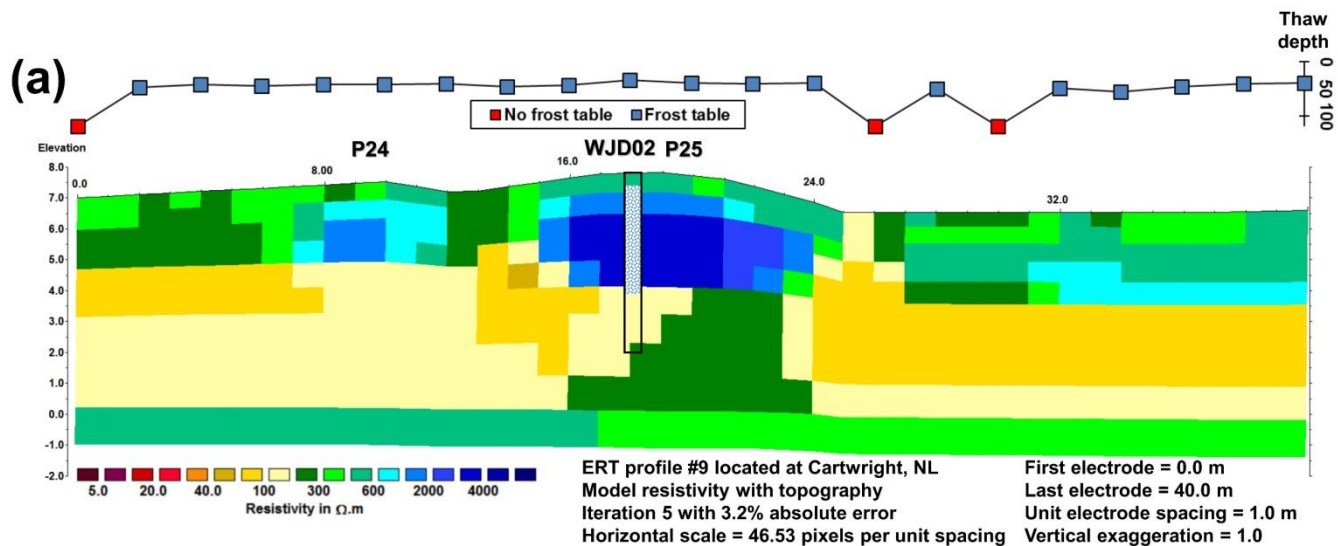 (a)
Thaw
depth
0
50
100
No frost table
Frost table
Elevation
P24
WJD02
P25
8.0
7.0
6.0
5.0
4.0
3.0
2.0
1.0
0.0
-1.0
-2.0
0.0
8.00
16.0
24.0
32.0
5.0 20.0 40.0 100 300 600 2000 4000
Resistivity in Ω.m
ERT profile #9 located at Cartwright, NL
Model resistivity with topography
Iteration 5 with 3.2% absolute error
Horizontal scale = 46.53 pixels per unit spacing
First electrode = 0.0 m
Last electrode = 40.0 m
Unit electrode spacing = 1.0 m
Vertical exaggeration = 1.0